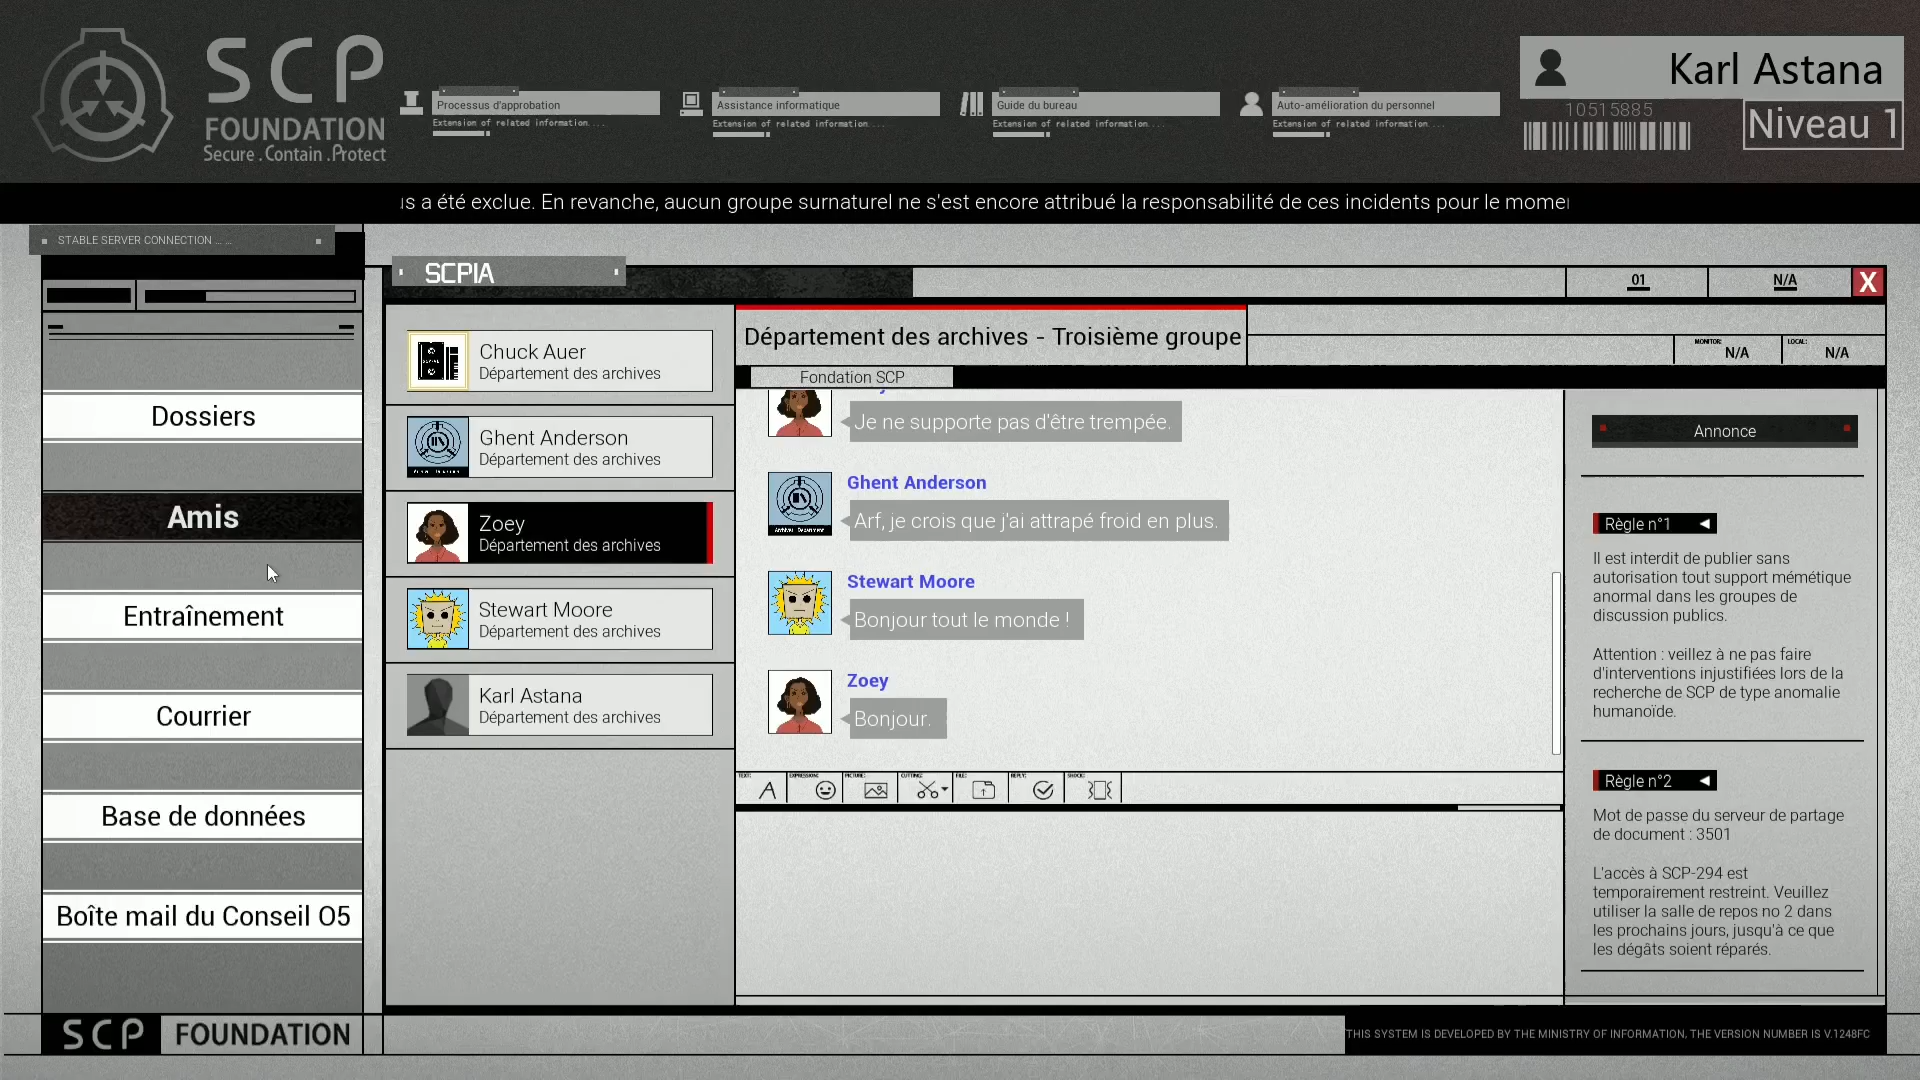 SCP
FOUNDATION
Secure . Contain . Protect
Processus d'approbation
Extension of related information....
Assistance informatique
Extension of related information....
Guide du bureau
Extension of related information....
Auto-amélioration du personnel
Extension of related information....
Karl Astana
10515885
Niveau 1
us a été exclue. En revanche, aucun groupe surnaturel ne s'est encore attribué la responsabilité de ces incidents pour le mome
STABLE SERVER CONNECTION ... ...
SCPIA
01
N/A
X
Dossiers
Amis
Entraînement
Courrier
Base de données
Boîte mail du Conseil O5
Chuck Auer
Département des archives
Ghent Anderson
Département des archives
Zoey
Département des archives
Stewart Moore
Département des archives
Karl Astana
Département des archives
Département des archives - Troisième groupe
MONITOR:
N/A
LOCAL:
N/A
Fondation SCP
Je ne supporte pas d'être trempée.
Ghent Anderson
Arf, je crois que j'ai attrapé froid en plus.
Stewart Moore
Bonjour tout le monde !
Zoey
Bonjour.
TEXT:
EXPRESSION:
PICTURE:
CUTTING:
FILE:
REPLY:
SHOCK:
Annonce
Règle n°1
Il est interdit de publier sans
autorisation tout support mémétique
anormal dans les groupes de
discussion publics.
Attention : veillez à ne pas faire
d'interventions injustifiées lors de la
recherche de SCP de type anomalie
humanoïde.
Règle n°2
Mot de passe du serveur de partage
de document : 3501
L'accès à SCP-294 est
temporairement restreint. Veuillez
utiliser la salle de repos no 2 dans
les prochains jours, jusqu'à ce que
les dégâts soient réparés.
SCP FOUNDATION
THIS SYSTEM IS DEVELOPED BY THE MINISTRY OF INFORMATION, THE VERSION NUMBER IS V.1248FC